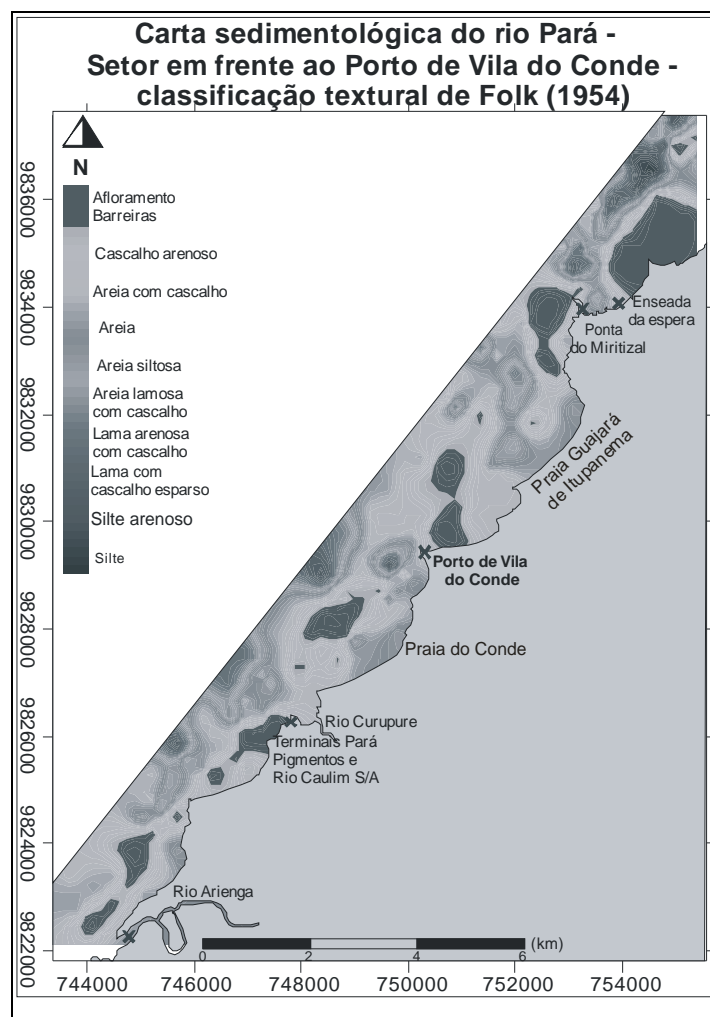 Carta sedimentológica do rio Pará -
Setor em frente ao Porto de Vila do Conde -
classificação textural de Folk (1954)
N
Afloramento
Barreiras
Cascalho arenoso
Areia com cascalho
Areia
Areia siltosa
Areia lamosa
com cascalho
Lama arenosa
com cascalho
Lama com
cascalho esparso
Silte arenoso
Silte
9836000
9834000
9832000
9830000
9828000
9826000
9824000
9822000
Enseada
da espera
Ponta
do Miritizal
Praia Guajará
de Itupanema
Porto de Vila
do Conde
Praia do Conde
Rio Curupure
Terminais Pará
Pigmentos e
Rio Caulim S/A
Rio Arienga
0 2 4 6 (km)
744000 746000 748000 750000 752000 754000